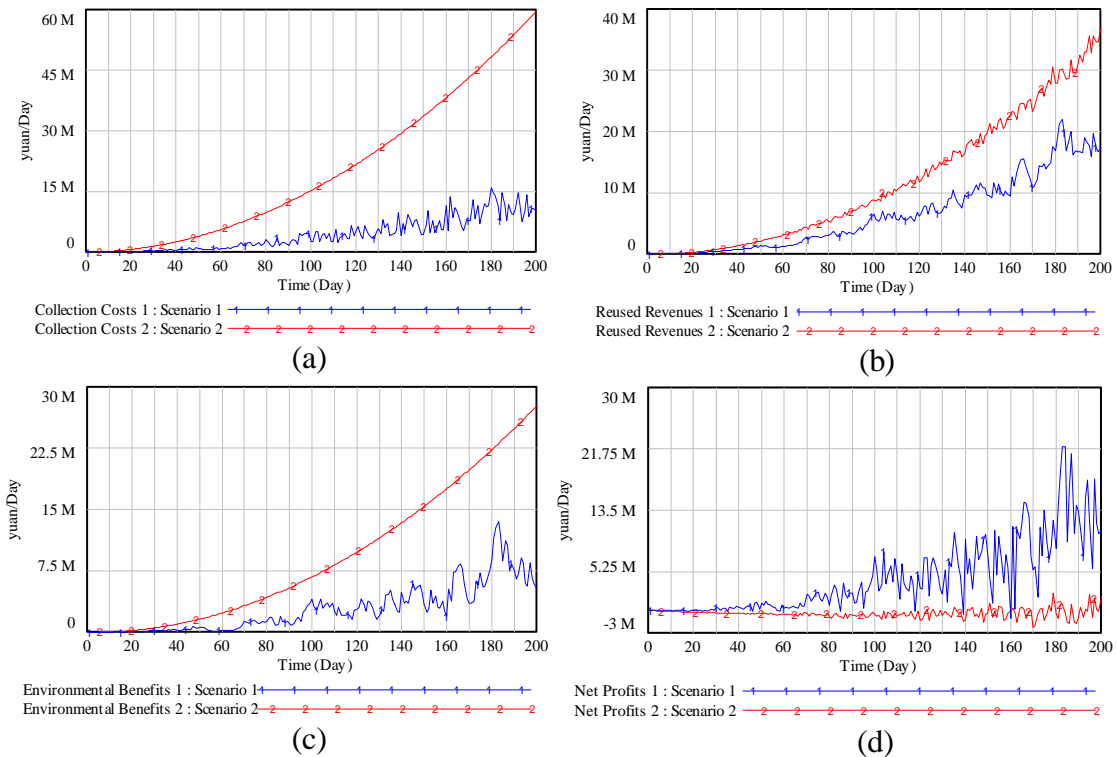 60 M
45 M
30 M
15 M
0
yuan/Day
0 20 40 60 80 100 120 140 160 180 200
Time (Day)
Collection Costs 1 : Scenario 1
Collection Costs 2 : Scenario 2
(a)
40 M
30 M
20 M
10 M
0
yuan/Day
0 20 40 60 80 100 120 140 160 180 200
Time (Day)
Reused Revenues 1 : Scenario 1
Reused Revenues 2 : Scenario 2
(b)
30 M
22.5 M
15 M
7.5 M
0
yuan/Day
0 20 40 60 80 100 120 140 160 180 200
Time (Day)
Environmental Benefits 1 : Scenario 1
Environmental Benefits 2 : Scenario 2
(c)
30 M
21.75 M
13.5 M
5.25 M
-3 M
yuan/Day
0 20 40 60 80 100 120 140 160 180 200
Time (Day)
Net Profits 1 : Scenario 1
Net Profits 2 : Scenario 2
(d)